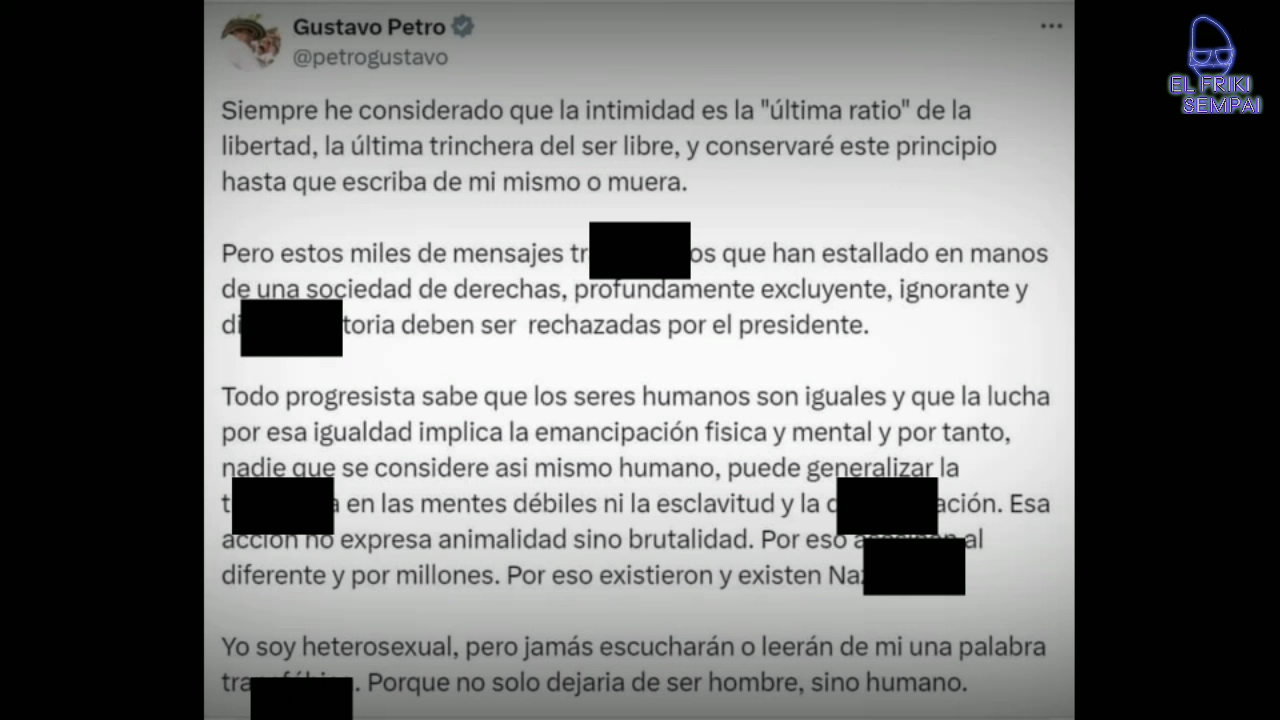 Gustavo Petro
@petrogustavo
EL FRIKI
SEMPAI
Siempre he considerado que la intimidad es la "última ratio" de la
libertad, la última trinchera del ser libre, y conservaré este principio
hasta que escriba de mi mismo o muera.
Pero estos miles de mensajes que han estallado en manos
de una sociedad de derechas, profundamente excluyente, ignorante y
deben ser rechazadas por el presidente.
Todo progresista sabe que los seres humanos son iguales y que la lucha
por esa igualdad implica la emancipación fisica y mental y por tanto,
nadie que se considere asi mismo humano, puede generalizar la
en las mentes débiles ni la esclavitud y la Esa
acción no expresa animalidad sino brutalidad. Por eso al
diferente y por millones. Por eso existieron y existen
Yo soy heterosexual, pero jamás escucharán o leerán de mi una palabra
Porque no solo dejaria de ser hombre, sino humano.